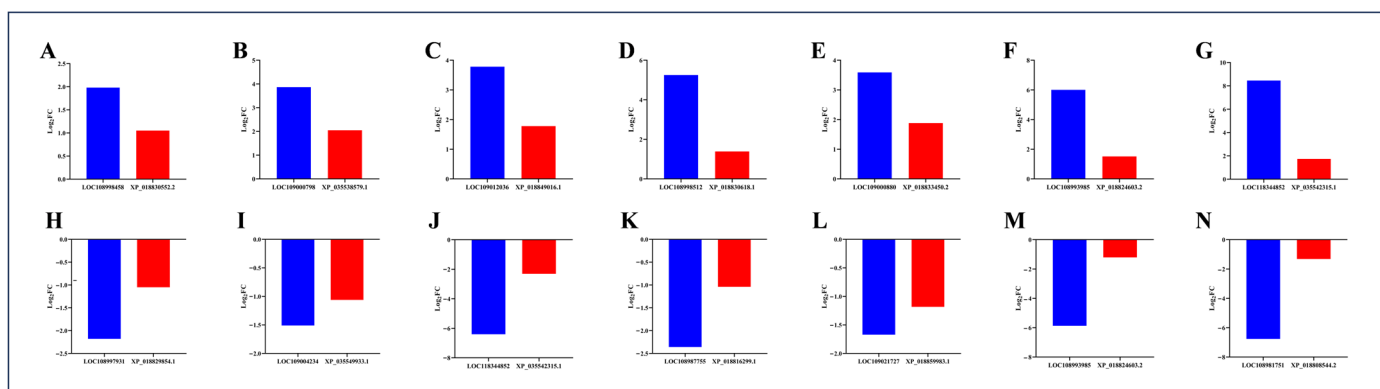 A B C D E F G
Log2FC
2.0
1.5
1.0
0.5
0.0
LOC108998458 XP_018830552.2
Log2FC
5
4
3
2
1
0
LOC109000798 XP_035538579.1
Log2FC
4
3
2
1
0
LOC109012036 XP_018849016.1
Log2FC
6
4
2
0
LOC108998512 XP_018830618.1
Log2FC
4
3
2
1
0
LOC109000880 XP_018833450.2
Log2FC
8
6
4
2
0
LOC108993985 XP_018824603.2
Log2FC
10
8
6
4
2
0
LOC118344852 XP_035542315.1
H I J K L M N
Log2FC
0.0
-0.5
-1.0
-1.5
-2.0
-2.5
LOC108997931 XP_018829854.1
Log2FC
0.0
-0.5
-1.0
-1.5
-2.0
LOC109004234 XP_035549933.1
Log2FC
0
-2
-4
-6
-8
LOC118344852 XP_035542315.1
Log2FC
0.0
-0.5
-1.0
-1.5
-2.0
-2.5
LOC108987755 XP_018816299.1
Log2FC
0.0
-0.5
-1.0
-1.5
-2.0
LOC109021727 XP_018859983.1
Log2FC
0
-2
-4
-6
-8
LOC108993985 XP_018824603.2
Log2FC
0
-2
-4
-6
-8
LOC108981751 XP_018808544.2